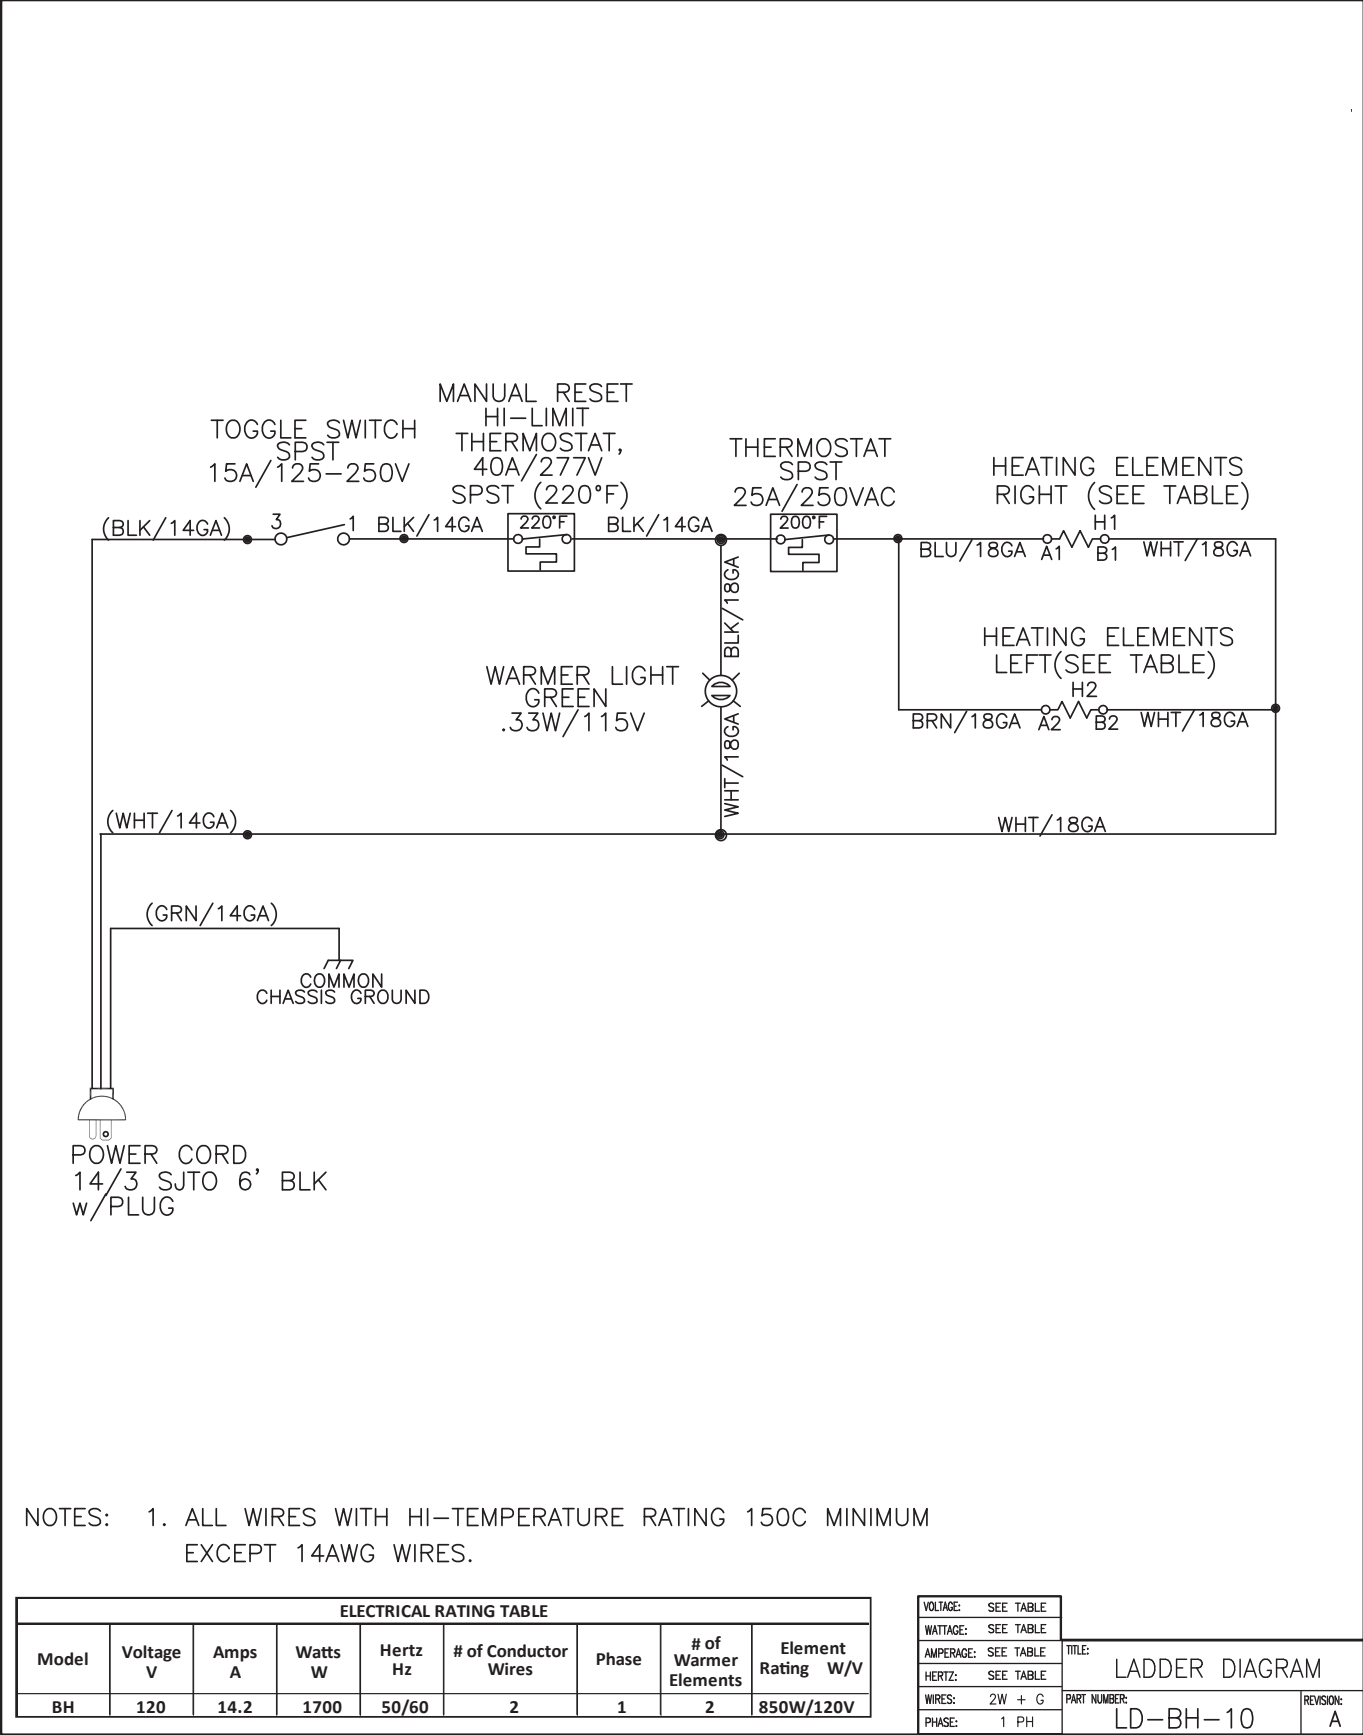 MANUAL RESET
HI-LIMIT
THERMOSTAT,
40A/277V
SPST (220°F)
TOGGLE SWITCH
SPST
15A/125-250V
THERMOSTAT
SPST
25A/250VAC
HEATING ELEMENTS
RIGHT (SEE TABLE)
(BLK/14GA)
3
1
BLK/14GA
220°F
BLK/14GA
200°F
H1
BLU/18GA
A1
B1
WHT/18GA
BLK/18GA
HEATING ELEMENTS
LEFT(SEE TABLE)
WARMER LIGHT
GREEN
.33W/115V
H2
BRN/18GA
A2
B2
WHT/18GA
WHT/18GA
(WHT/14GA)
WHT/18GA
(GRN/14GA)
COMMON
CHASSIS GROUND
POWER CORD
14/3 SJTO 6' BLK
w/PLUG
NOTES: 1. ALL WIRES WITH HI-TEMPERATURE RATING 150C MINIMUM
EXCEPT 14AWG WIRES.
ELECTRICAL RATING TABLE
Model
Voltage
V
Amps
A
Watts
W
Hertz
Hz
# of Conductor
Wires
Phase
# of
Warmer
Elements
Element
Rating W/V
BH 120 14.2 1700 50/60 2 1 2 850W/120V
VOLTAGE: SEE TABLE
WATTAGE: SEE TABLE
AMPERAGE: SEE TABLE
HERTZ: SEE TABLE
WIRES: 2W + G
PHASE: 1 PH
TITLE:
LADDER DIAGRAM
PART NUMBER:
LD-BH-10
REVISION:
A